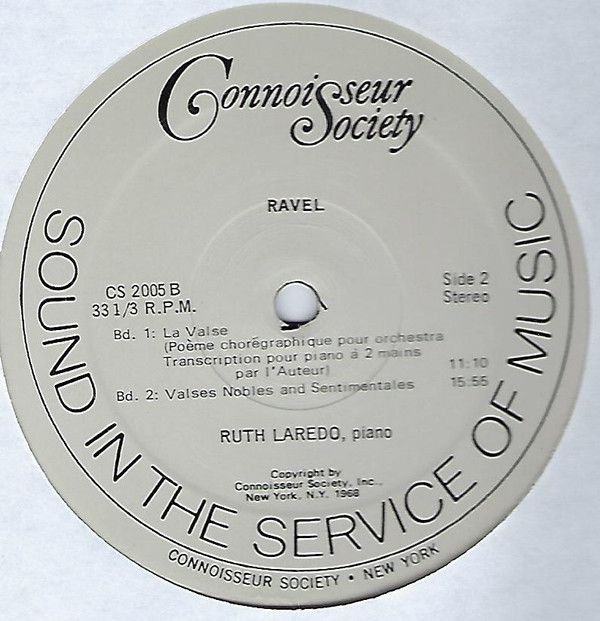 Connoisseur
Society
RAVEL
CS 2005 B
33 1/3 R.P.M.
Side 2
Stereo
Bd. 1: La Valse
(Poème chorégraphique pour orchestra
Transcription pour piano á 2 mains
par l'Auteur) 11:10
Bd. 2: Valses Nobles and Sentimentales 15:55
RUTH LAREDO, piano
Copyright by
Connoisseur Society, Inc.,
New York, N.Y. 1968
SOUND IN THE SERVICE OF MUSIC
CONNOISSEUR SOCIETY • NEW YORK